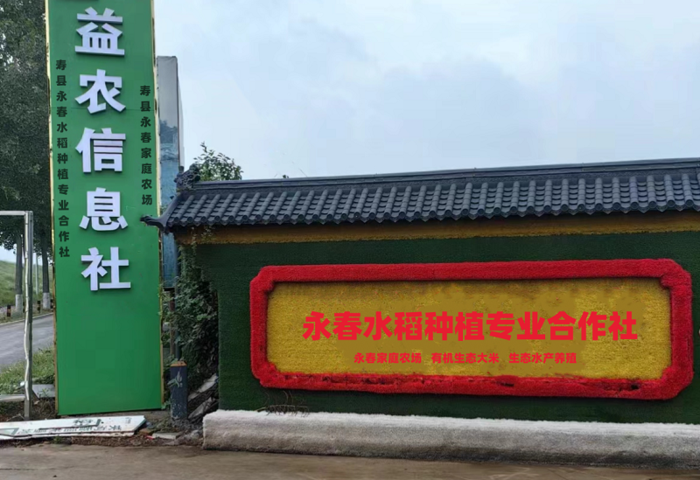 益农信息社
寿县永春水稻种植专业合作社
寿县永春家庭农场
永春水稻种植专业合作社
永春家庭农场 有机生态大米 生态水产养殖